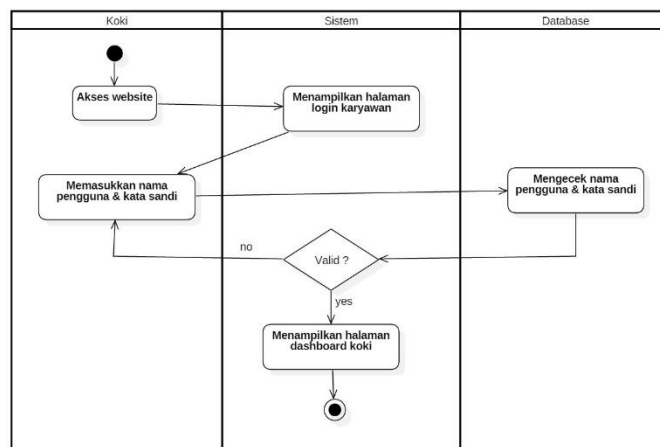 Koki
Sistem
Database
Akses website
Menampilkan halaman
login karyawan
Memasukkan nama
pengguna & kata sandi
Mengecek nama
pengguna & kata sandi
no
Valid ?
yes
Menampilkan halaman
dashboard koki